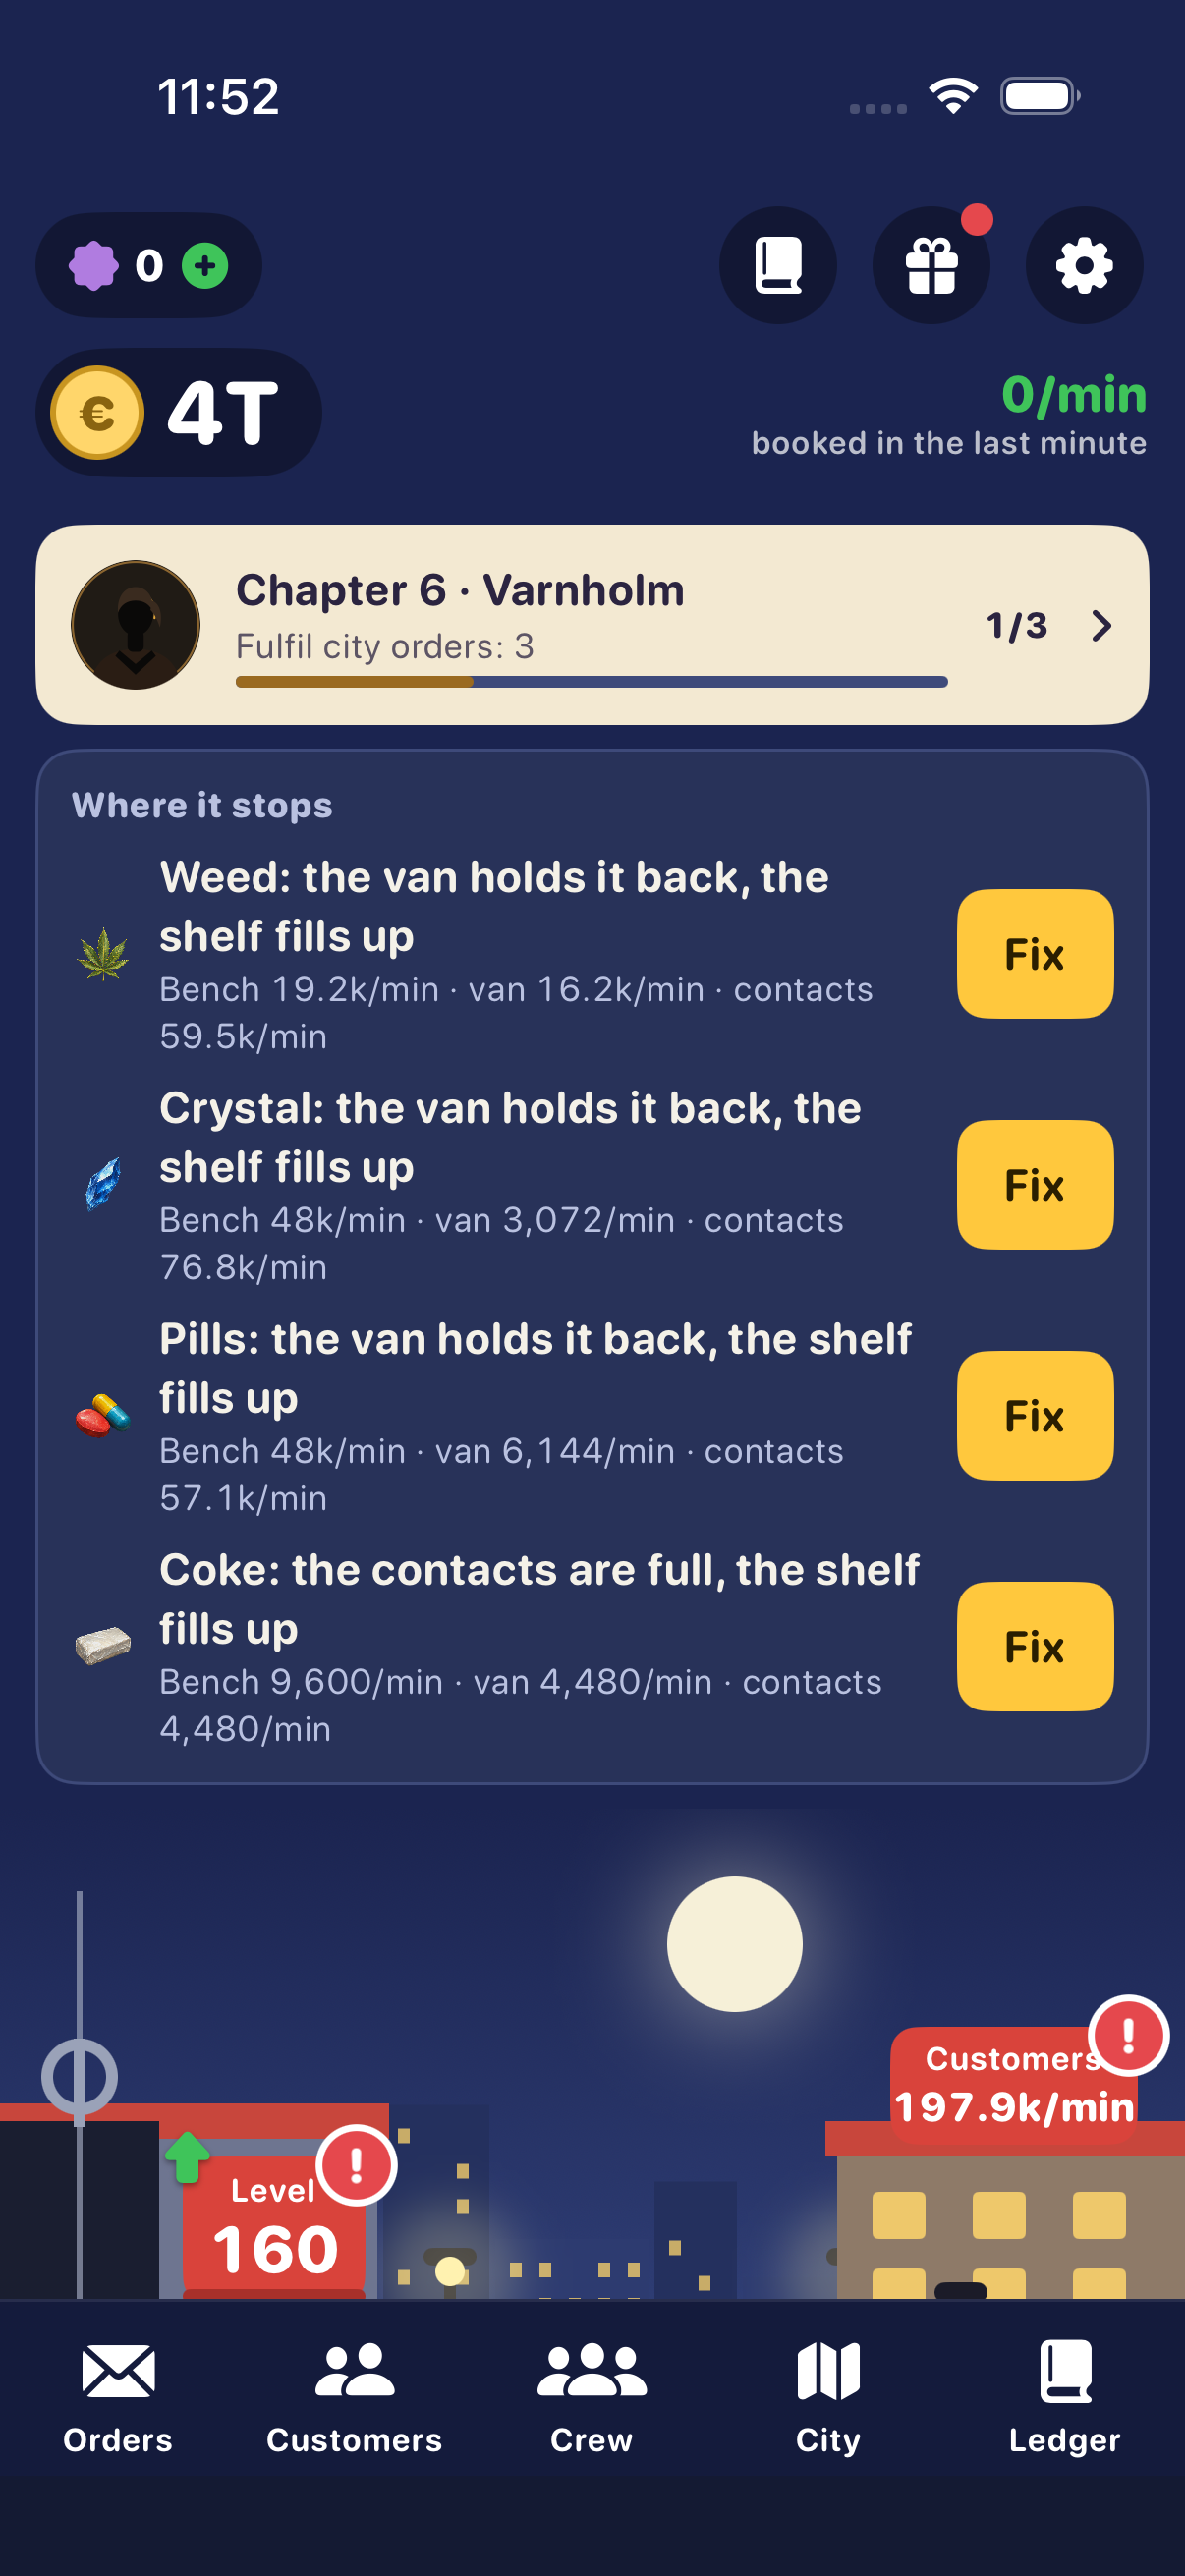 11:52
0
€ 4T
0/min
booked in the last minute
Chapter 6 · Varnholm
Fulfil city orders: 3
1/3
Where it stops
Weed: the van holds it back, the
shelf fills up
Bench 19.2k/min · van 16.2k/min · contacts
59.5k/min
Fix
Crystal: the van holds it back, the
shelf fills up
Bench 48k/min · van 3,072/min · contacts
76.8k/min
Fix
Pills: the van holds it back, the shelf
fills up
Bench 48k/min · van 6,144/min · contacts
57.1k/min
Fix
Coke: the contacts are full, the shelf
fills up
Bench 9,600/min · van 4,480/min · contacts
4,480/min
Fix
Customers
!
197.9k/min
Level
!
160
Orders
Customers
Crew
City
Ledger